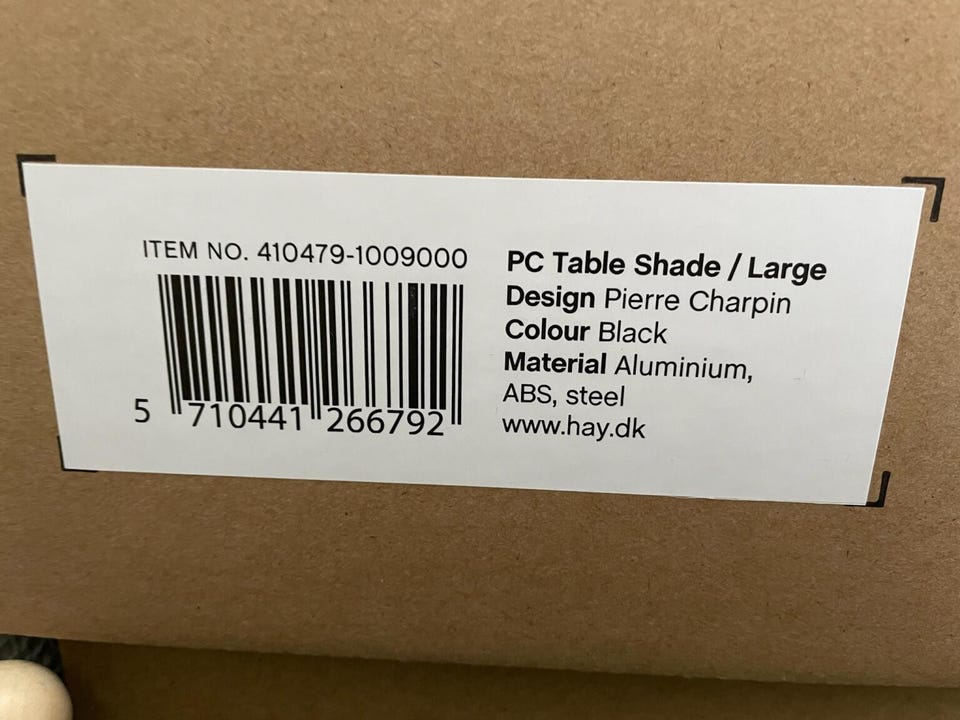 ITEM NO. 410479-1009000
5 710441 266792
PC Table Shade / Large
Design Pierre Charpin
Colour Black
Material Aluminium,
ABS, steel
www.hay.dk